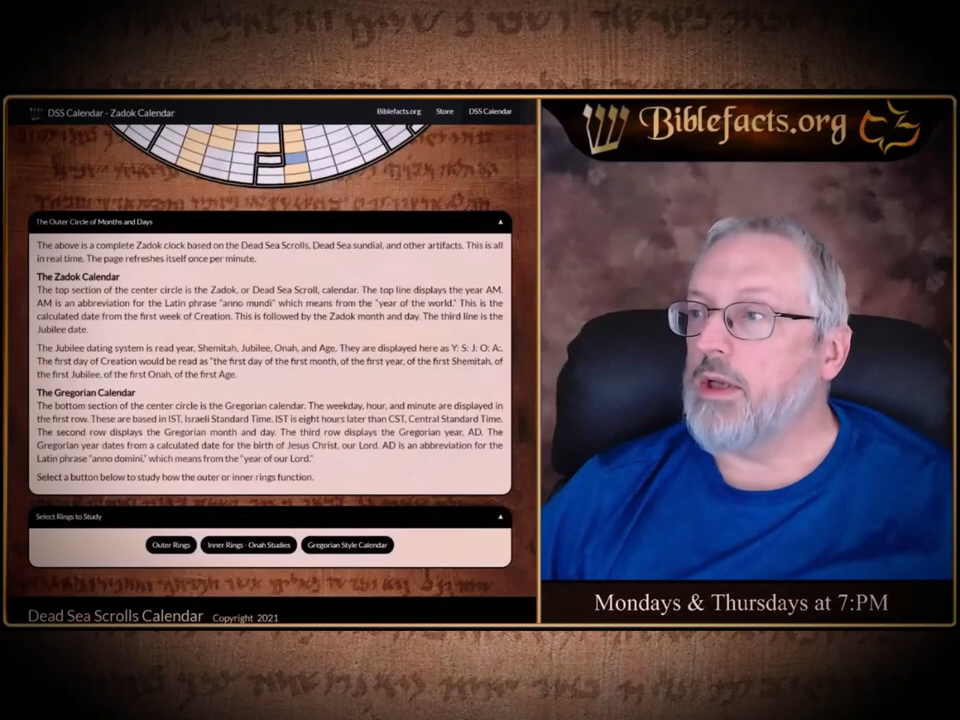 DSS Calendar - Zadok Calendar
Biblefacts.org
Store
DSS Calendar
The Outer Circle of Months and Days
The above is a complete Zadok clock based on the Dead Sea Scrolls, Dead Sea sundial, and other artifacts. This is all
in real time. The page refreshes itself once per minute.
The Zadok Calendar
The top section of the center circle is the Zadok, or Dead Sea Scroll, calendar. The top line displays the year AM.
AM is an abbreviation for the Latin phrase "anno mundi" which means from the "year of the world." This is the
calculated date from the first week of Creation. This is followed by the Zadok month and day. The third line is the
Jubilee date.
The Jubilee dating system is read year, Shemitah, Jubilee, Onah, and Age. They are displayed here as Y: S: J: O: A:.
The first day of Creation would be read as "the first day of the first month, of the first year, of the first Shemitah, of
the first Jubilee, of the first Onah, of the first Age.
The Gregorian Calendar
The bottom section of the center circle is the Gregorian calendar. The weekday, hour, and minute are displayed in
the first row. These are based in IST, Israeli Standard Time. IST is eight hours later than CST, Central Standard Time.
The second row displays the Gregorian month and day. The third row displays the Gregorian year, AD. The
Gregorian year dates from a calculated date for the birth of Jesus Christ, our Lord. AD is an abbreviation for the
Latin phrase "anno domini," which means from the "year of our Lord."
Select a button below to study how the outer or inner rings function.
Select Rings to Study
Outer Rings
Inner Rings - Onah Studies
Gregorian Style Calendar
Dead Sea Scrolls Calendar Copyright 2021
Biblefacts.org
Mondays & Thursdays at 7:PM